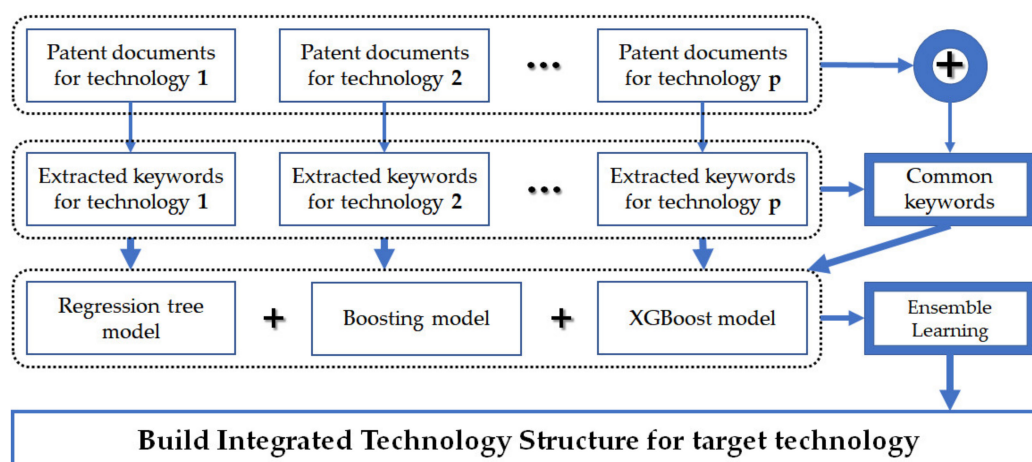 Patent documents
for technology 1
Patent documents
for technology 2
...
Patent documents
for technology p
+
Extracted keywords
for technology 1
Extracted keywords
for technology 2
...
Extracted keywords
for technology p
Common
keywords
Regression tree
model
+
Boosting model
+
XGBoost model
Ensemble
Learning
Build Integrated Technology Structure for target technology